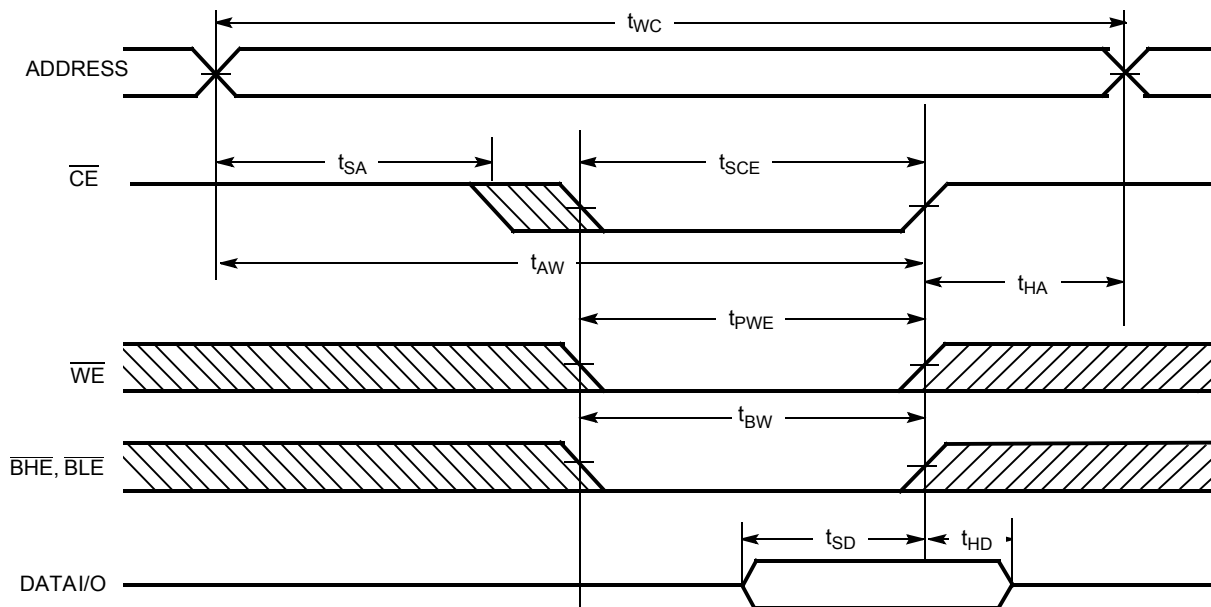 tWC
ADDRESS
tSA
tSCE
CE
tAW
tHA
tPWE
WE
tBW
BHE, BLE
tSD
tHD
DATAI/O